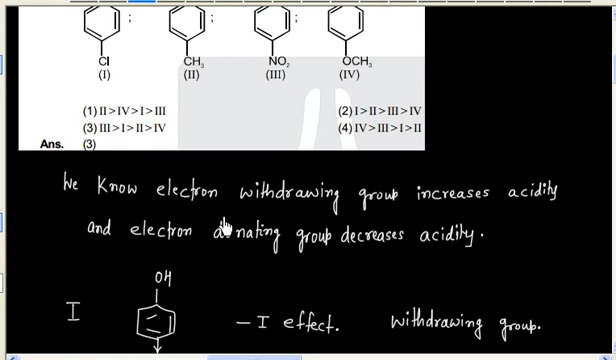 ; ; ;
Cl CH₃ NO₂ OCH₃
(I) (II) (III) (IV)
(1) II > IV > I > III (2) I > II > III > IV
(3) III > I > II > IV (4) IV > III > I > II
Ans. (3)
We know electron withdrawing group increases acidity
and electron donating group decreases acidity.
OH
I – I effect. withdrawing group.